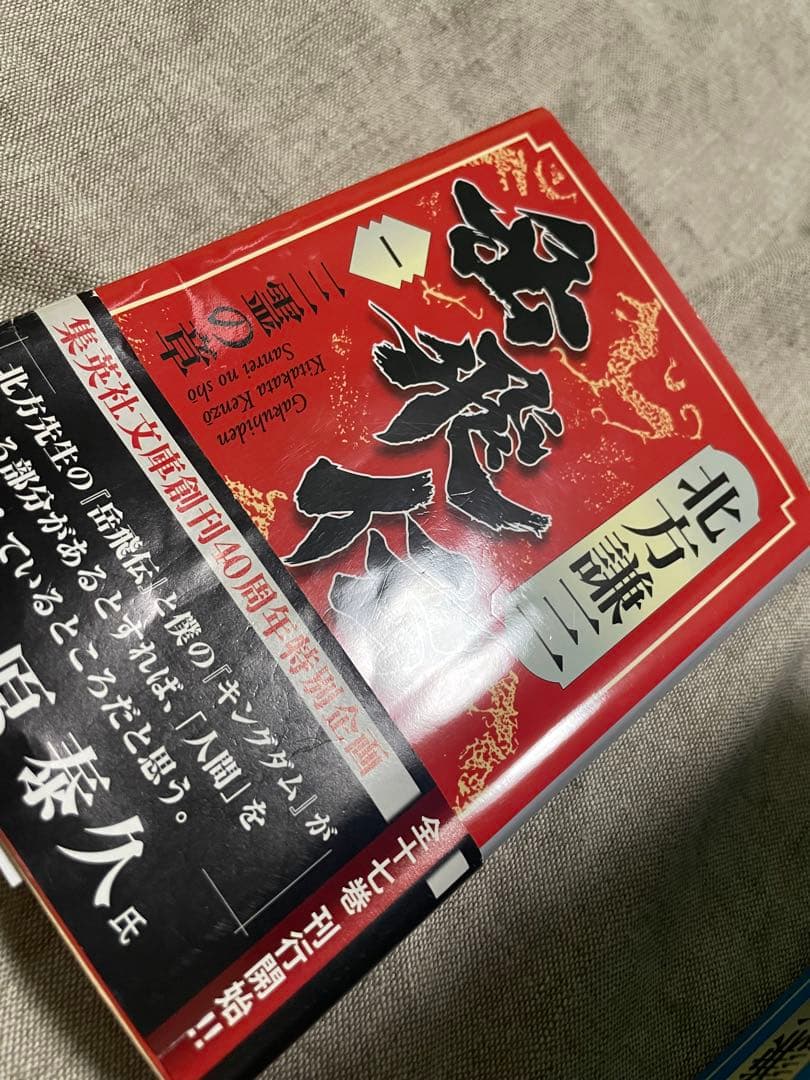 北方謙三
岳飛伝
一
三霊の章
Gakuhiden
Kitakata Kenzō
Sanrei no shō
集英社文庫創刊40周年特別企画
北方先生の『岳飛伝』と僕の『キングダム』が
る部分があるとすれば、「人間」を
ているところだと思う。
原泰久氏
全十七巻 刊行開始!!